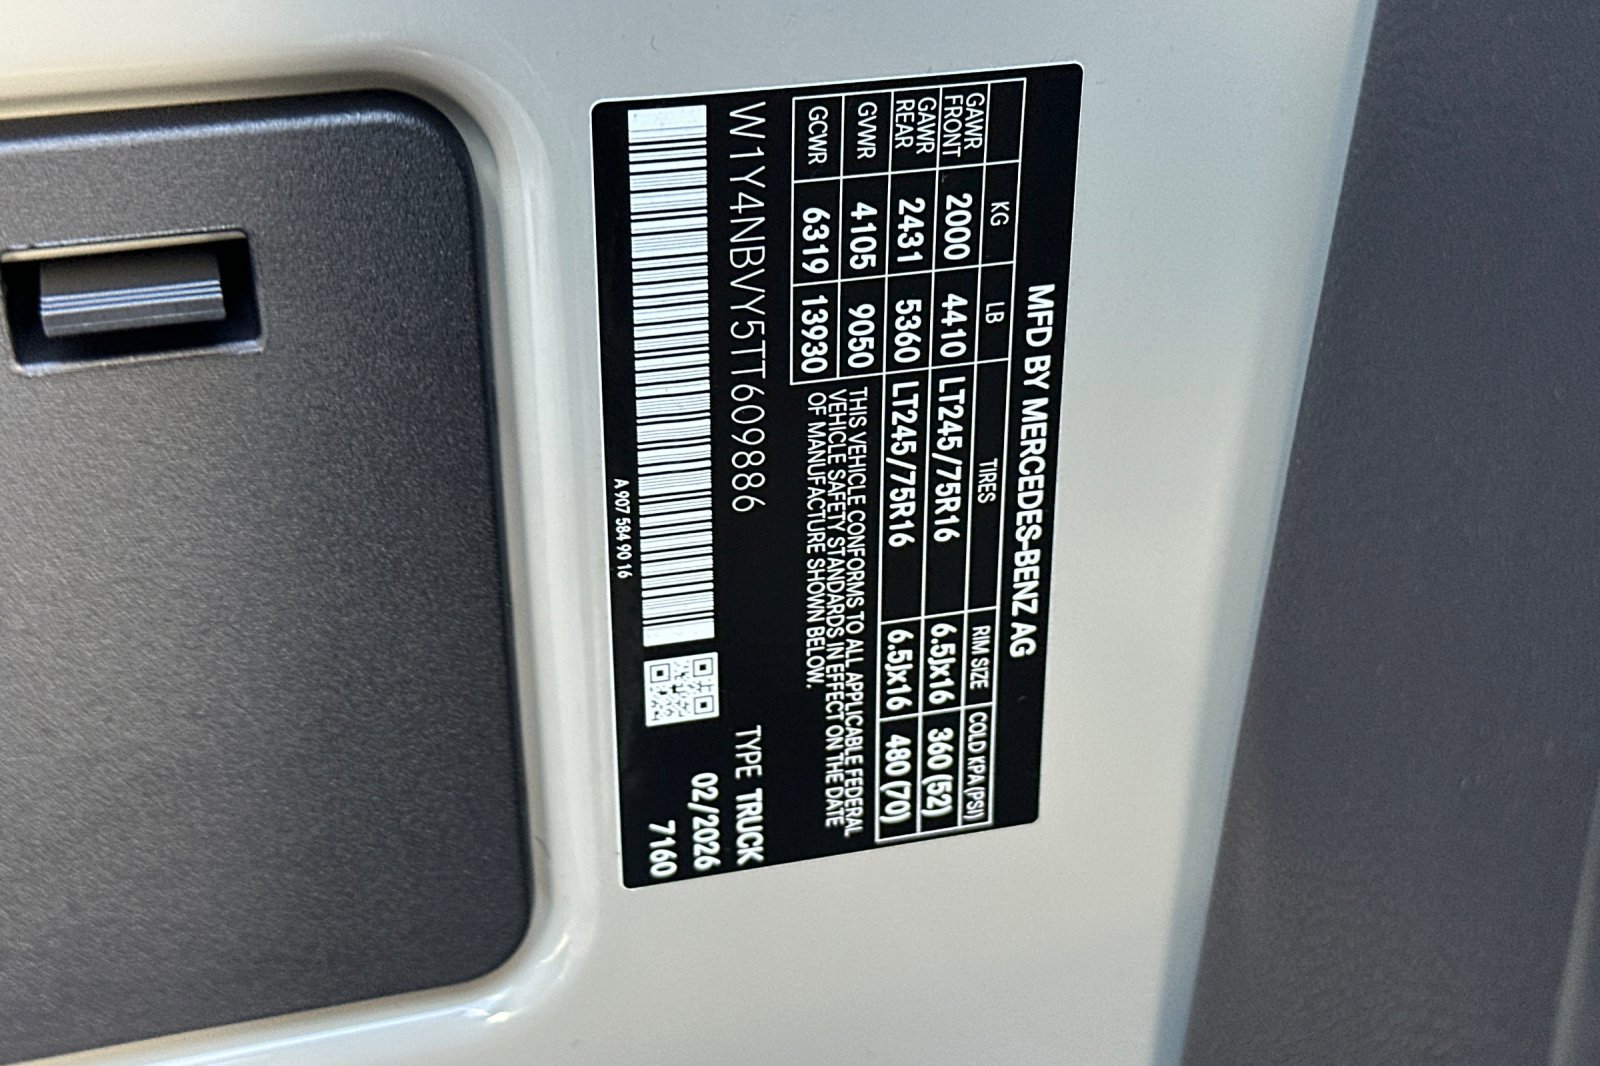 MFD BY MERCEDES-BENZ AG
KG LB TIRES RIM SIZE COLD KPA (PSI)
GAWR FRONT 2000 4410 LT245/75R16 6.5Jx16 360 (52)
GAWR REAR 2431 5360 LT245/75R16 6.5Jx16 480 (70)
GVWR 4105 9050
GCWR 6319 13930
THIS VEHICLE CONFORMS TO ALL APPLICABLE FEDERAL
VEHICLE SAFETY STANDARDS IN EFFECT ON THE DATE
OF MANUFACTURE SHOWN BELOW.
W1Y4NBVY5TT609886
TYPE TRUCK
02/2026
7160
A 907 584 90 16